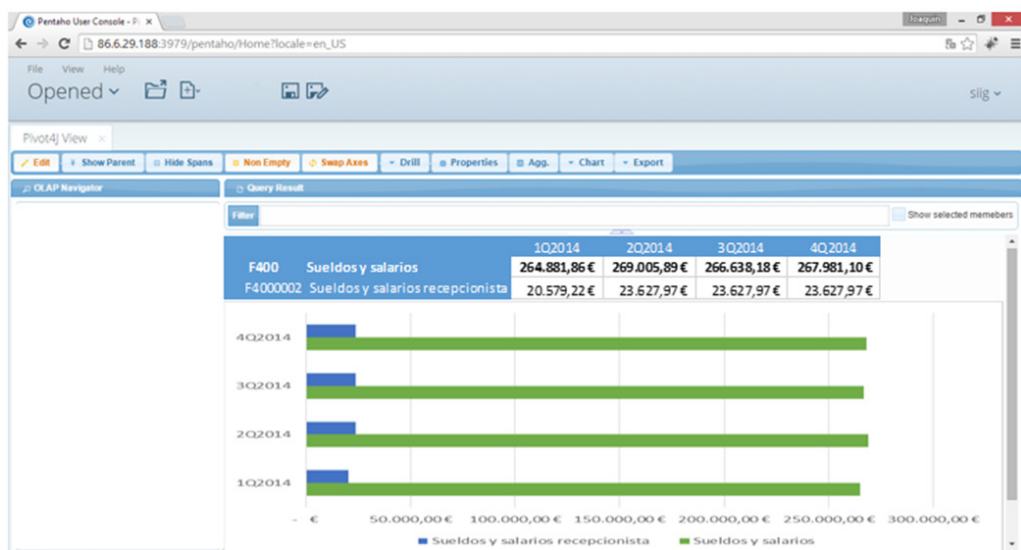 Pentaho User Console - P
Joaquin
86.6.29.188:3979/pentaho/Home?locale=en_US
File View Help
Opened
siig
Pivot4J View
Edit Show Parent Hide Spans Non Empty Swap Axes Drill Properties Agg. Chart Export
OLAP Navigator Query Result
Filter Show selected memebers
1Q2014 2Q2014 3Q2014 4Q2014
F400 Sueldos y salarios 264.881,86 € 269.005,89 € 266.638,18 € 267.981,10 €
F4000002 Sueldos y salarios recepcionista 20.579,22 € 23.627,97 € 23.627,97 € 23.627,97 €
4Q2014
3Q2014
2Q2014
1Q2014
- € 50.000,00 € 100.000,00 € 150.000,00 € 200.000,00 € 250.000,00 € 300.000,00 €
Sueldos y salarios recepcionista Sueldos y salarios